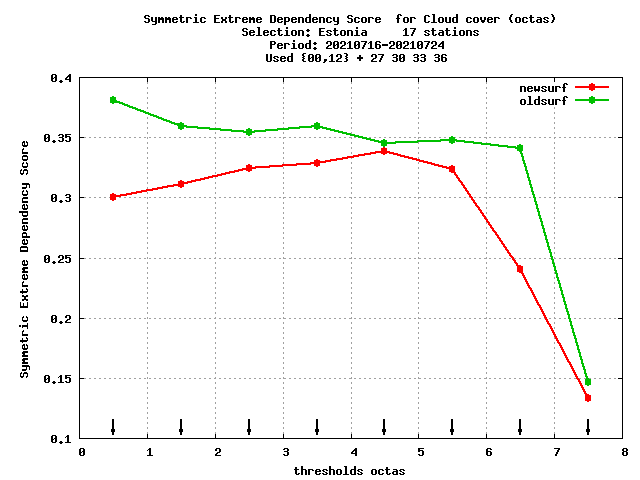 Symmetric Extreme Dependency Score  for Cloud cover (octas)
Selection: Estonia     17 stations
Period: 20210716-20210724
Used {00,12} + 27 30 33 36
newsurf
oldsurf
Symmetric Extreme Dependency Score
0.4
0.35
0.3
0.25
0.2
0.15
0.1
0 1 2 3 4 5 6 7 8
thresholds octas